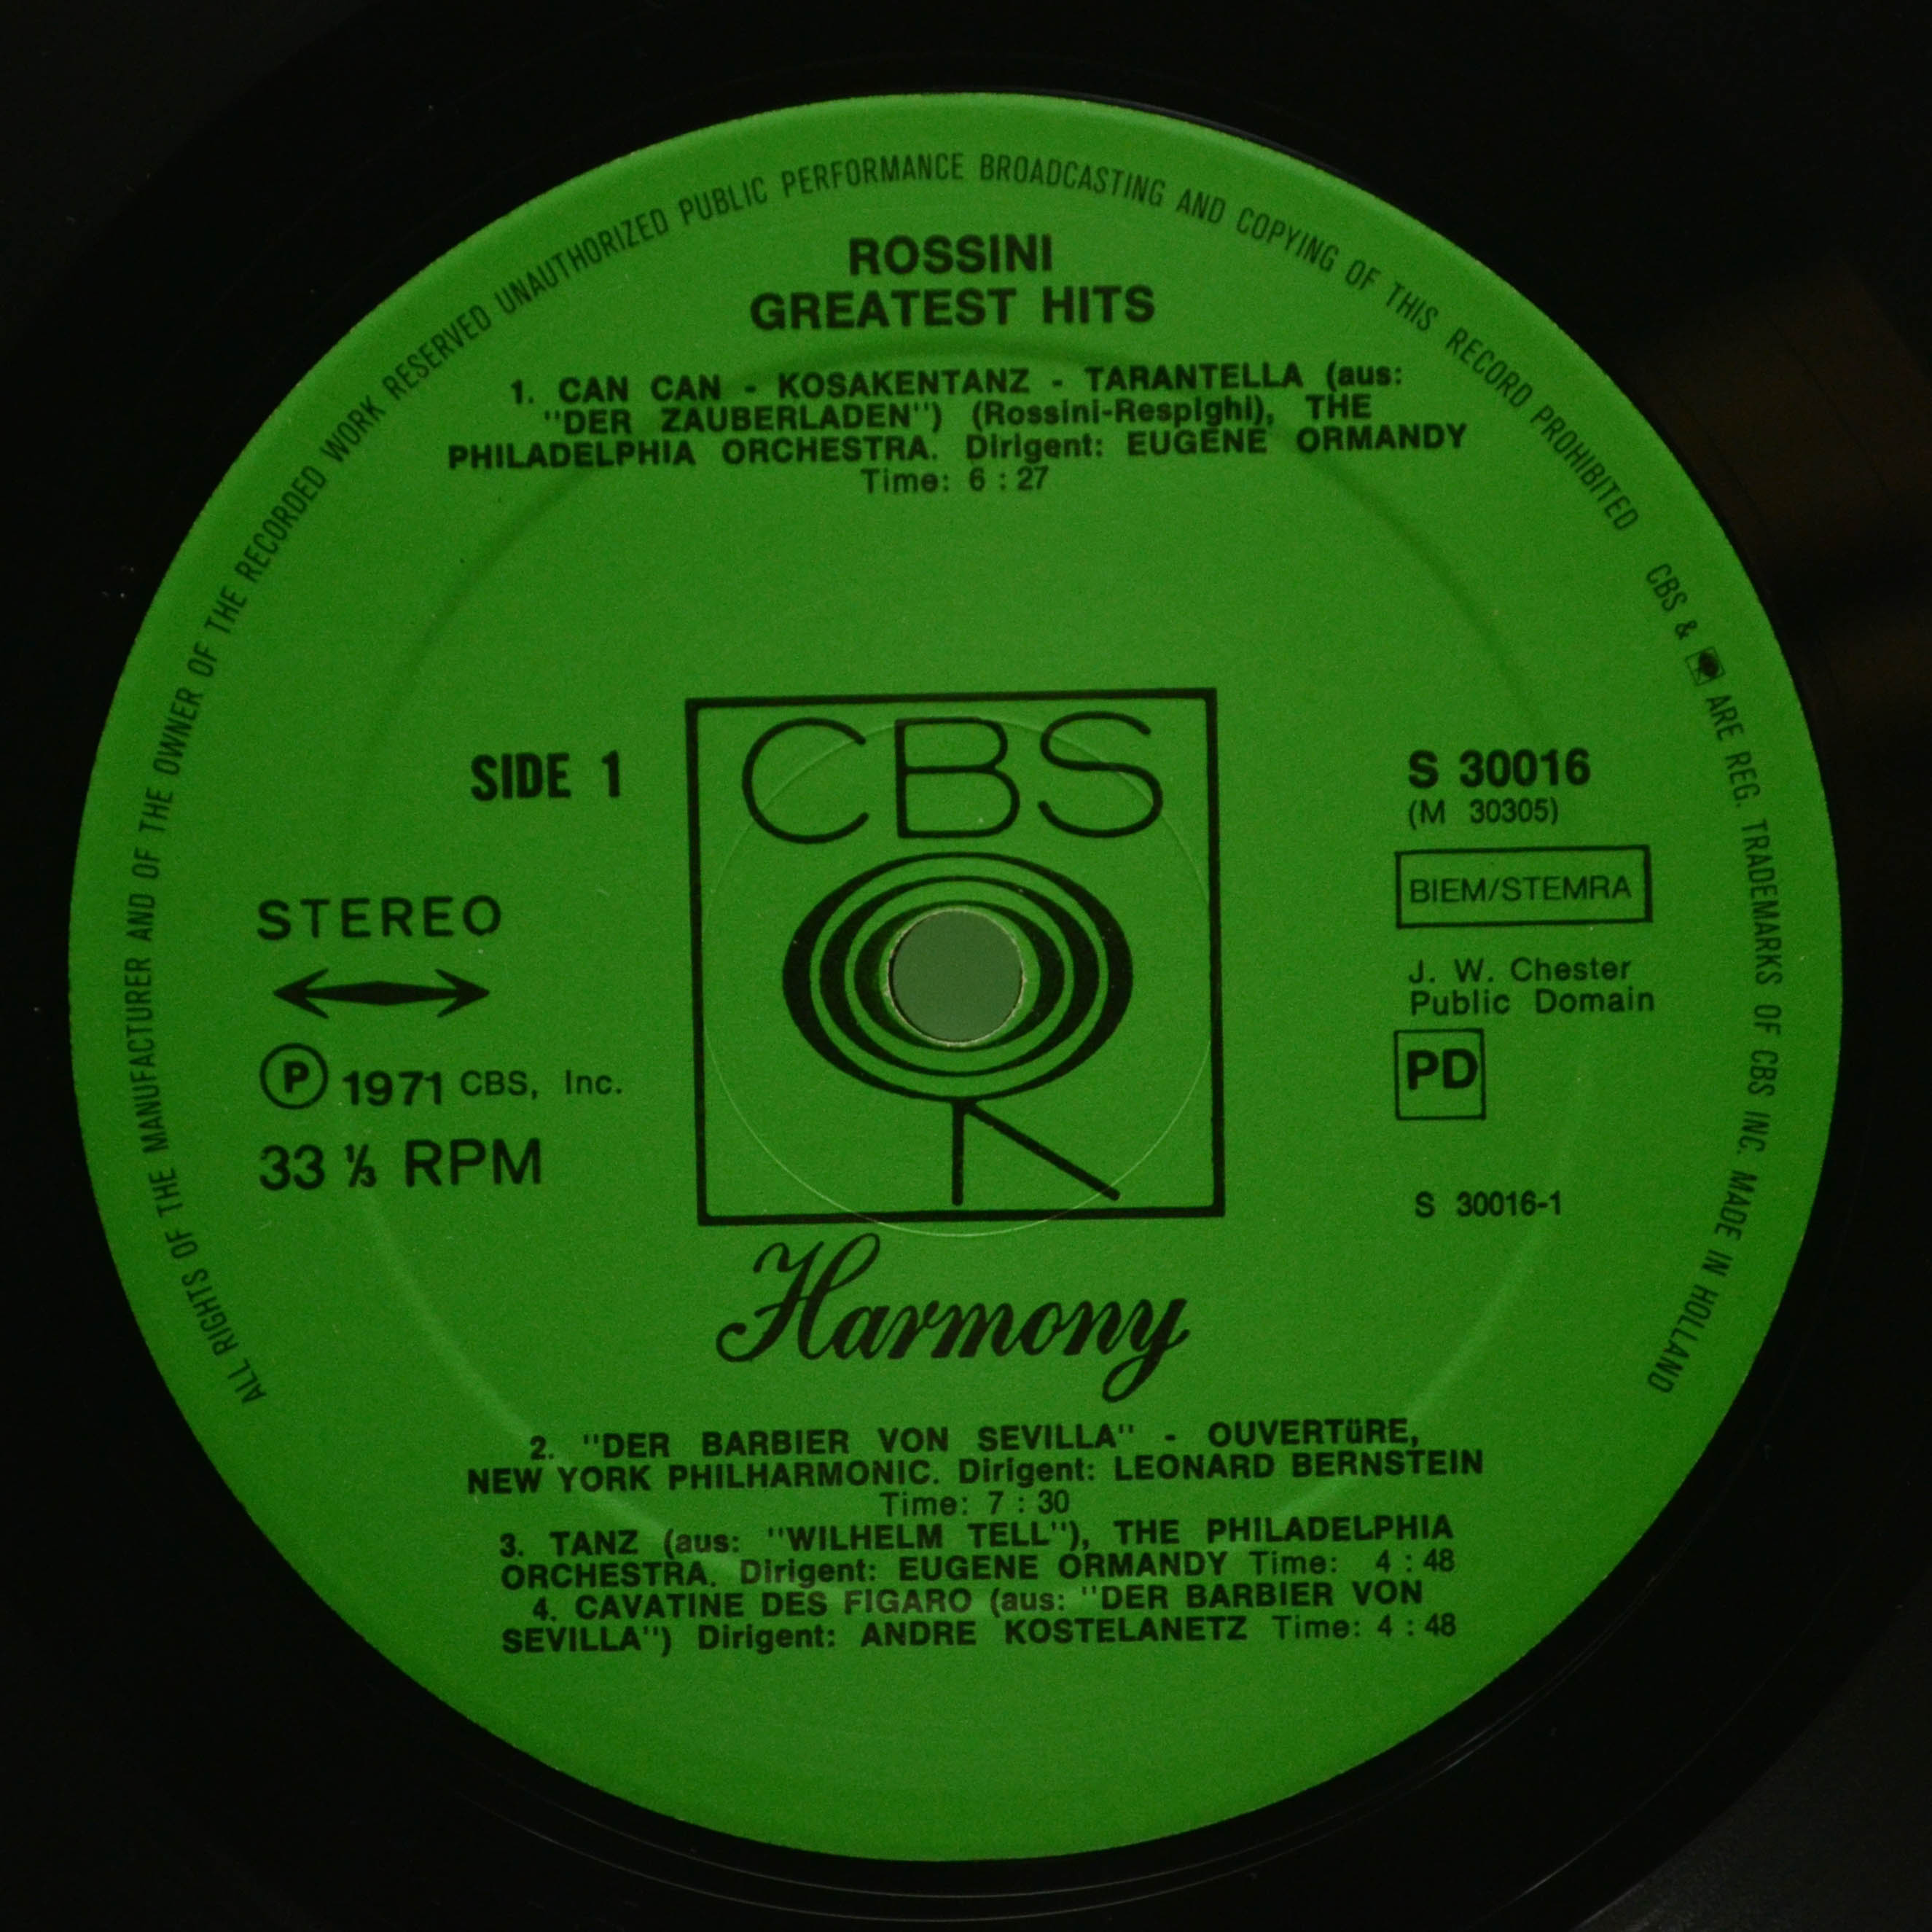 ALL RIGHTS OF THE MANUFACTURER AND OF THE OWNER OF THE RECORDED WORK RESERVED UNAUTHORIZED PUBLIC PERFORMANCE BROADCASTING AND COPYING OF THIS RECORD PROHIBITED CBS & ARE REG. TRADEMARKS OF CBS INC. MADE IN HOLLAND
ROSSINI
GREATEST HITS
1. CAN CAN - KOSAKENTANZ - TARANTELLA (aus:
"DER ZAUBERLADEN") (Rossini-Respighi), THE
PHILADELPHIA ORCHESTRA. Dirigent: EUGENE ORMANDY
Time: 6 : 27
CBS
SIDE 1
STEREO
℗ 1971 CBS, Inc.
33 ⅓ RPM
S 30016
(M 30305)
BIEM/STEMRA
J. W. Chester
Public Domain
PD
S 30016-1
Harmony
2. "DER BARBIER VON SEVILLA" - OUVERTüRE,
NEW YORK PHILHARMONIC. Dirigent: LEONARD BERNSTEIN
Time: 7 : 30
3. TANZ (aus: "WILHELM TELL"), THE PHILADELPHIA
ORCHESTRA. Dirigent: EUGENE ORMANDY Time: 4 : 48
4. CAVATINE DES FIGARO (aus: "DER BARBIER VON
SEVILLA") Dirigent: ANDRE KOSTELANETZ Time: 4 : 48